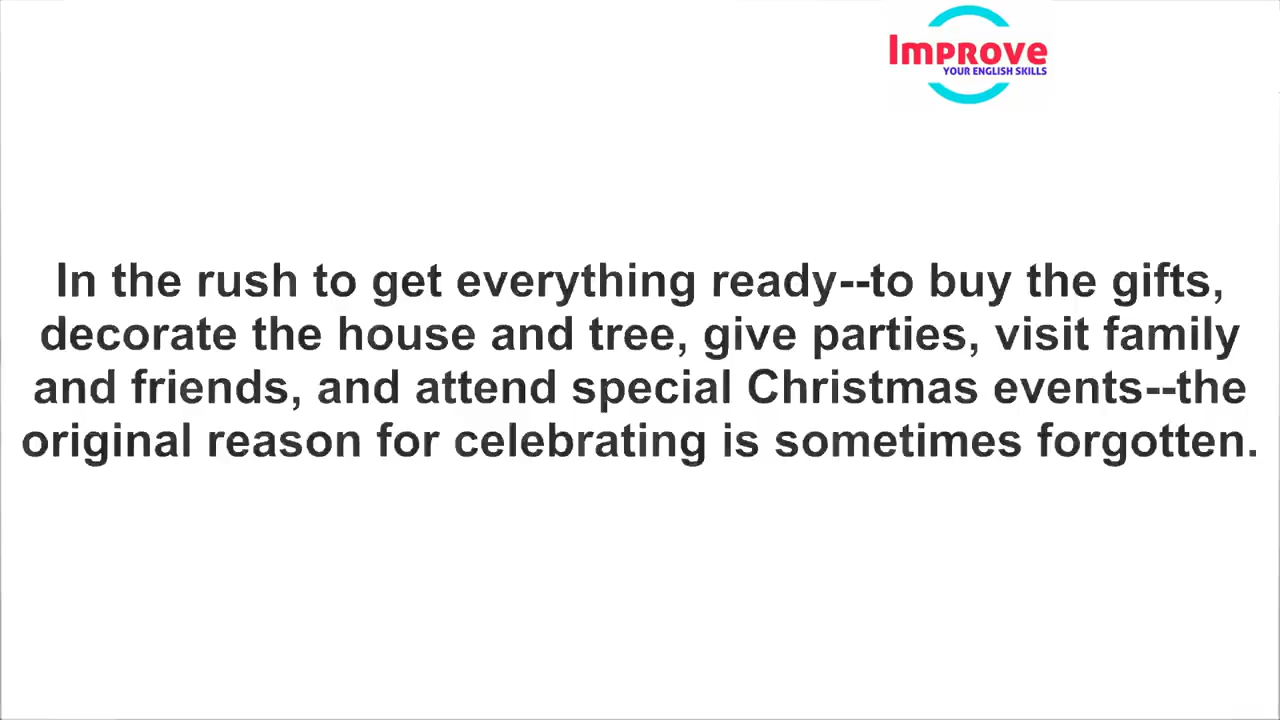 Improve
YOUR ENGLISH SKILLS
In the rush to get everything ready--to buy the gifts,
decorate the house and tree, give parties, visit family
and friends, and attend special Christmas events--the
original reason for celebrating is sometimes forgotten.